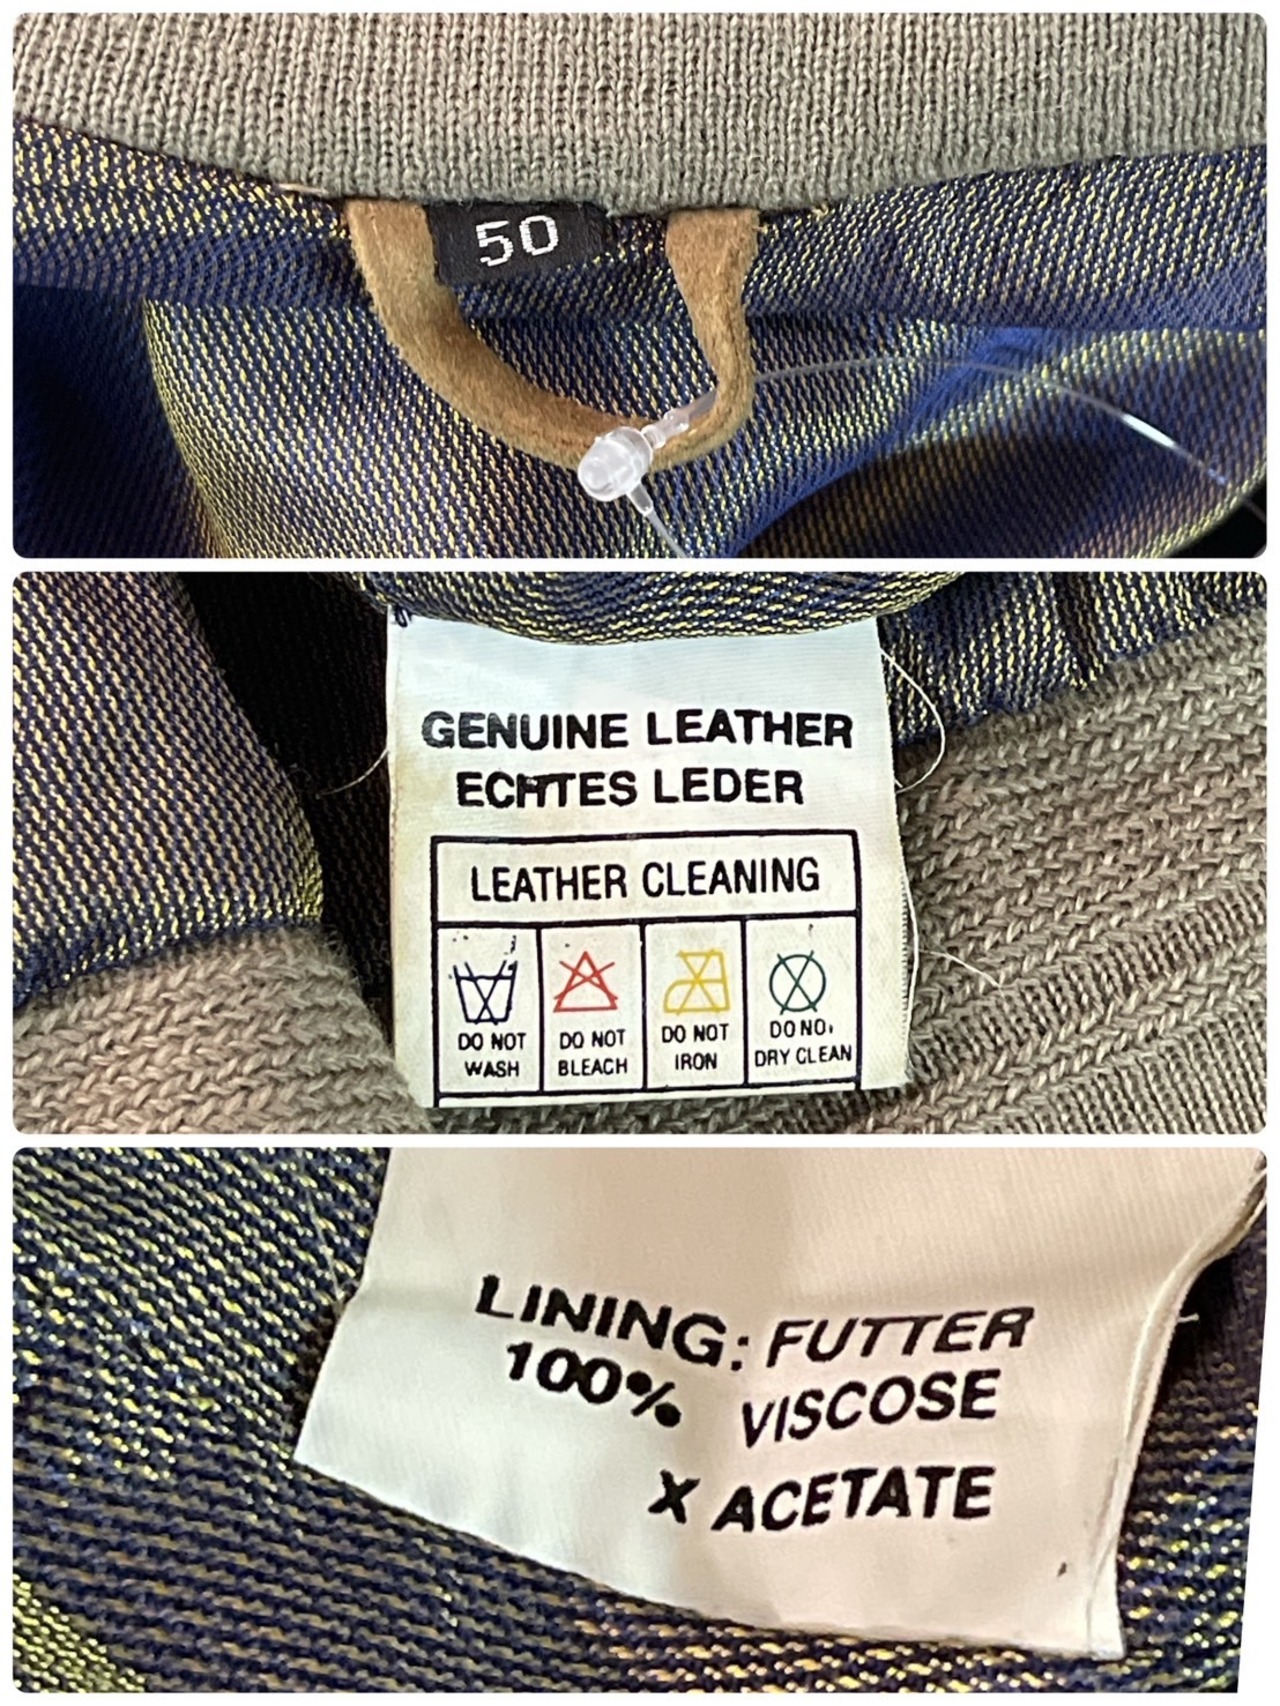 50
GENUINE LEATHER
ECHTES LEDER
LEATHER CLEANING
DO NOT
WASH
DO NOT
BLEACH
DO NOT
IRON
DO NOT
DRY CLEAN
LINING: FUTTER
100% VISCOSE
X ACETATE